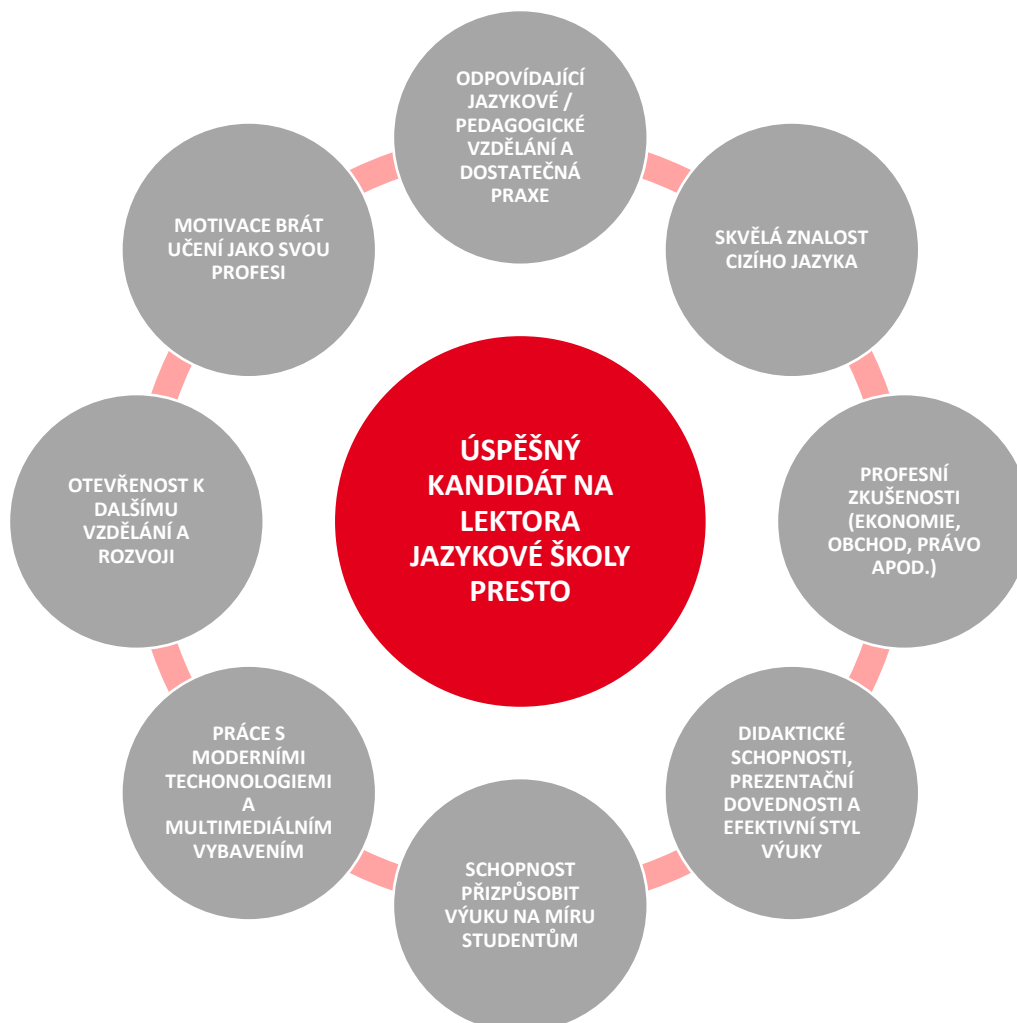 ODPOVÍDAJÍCÍ
JAZYKOVÉ /
PEDAGOGICKÉ
VZDĚLÁNÍ A
DOSTATEČNÁ
PRAXE
SKVĚLÁ ZNALOST
CIZÍHO JAZYKA
PROFESNÍ
ZKUŠENOSTI
(EKONOMIE,
OBCHOD, PRÁVO
APOD.)
DIDAKTICKÉ
SCHOPNOSTI,
PREZENTAČNÍ
DOVEDNOSTI A
EFEKTIVNÍ STYL
VÝUKY
SCHOPNOST
PŘIZPŮSOBIT
VÝUKU NA MÍRU
STUDENTŮM
PRÁCE S
MODERNÍMI
TECHONOLOGIEMI
A
MULTIMEDIÁLNÍM
VYBAVENÍM
OTEVŘENOST K
DALŠÍMU
VZDĚLÁNÍ A
ROZVOJI
MOTIVACE BRÁT
UČENÍ JAKO SVOU
PROFESI
ÚSPĚŠNÝ
KANDIDÁT NA
LEKTORA
JAZYKOVÉ ŠKOLY
PRESTO